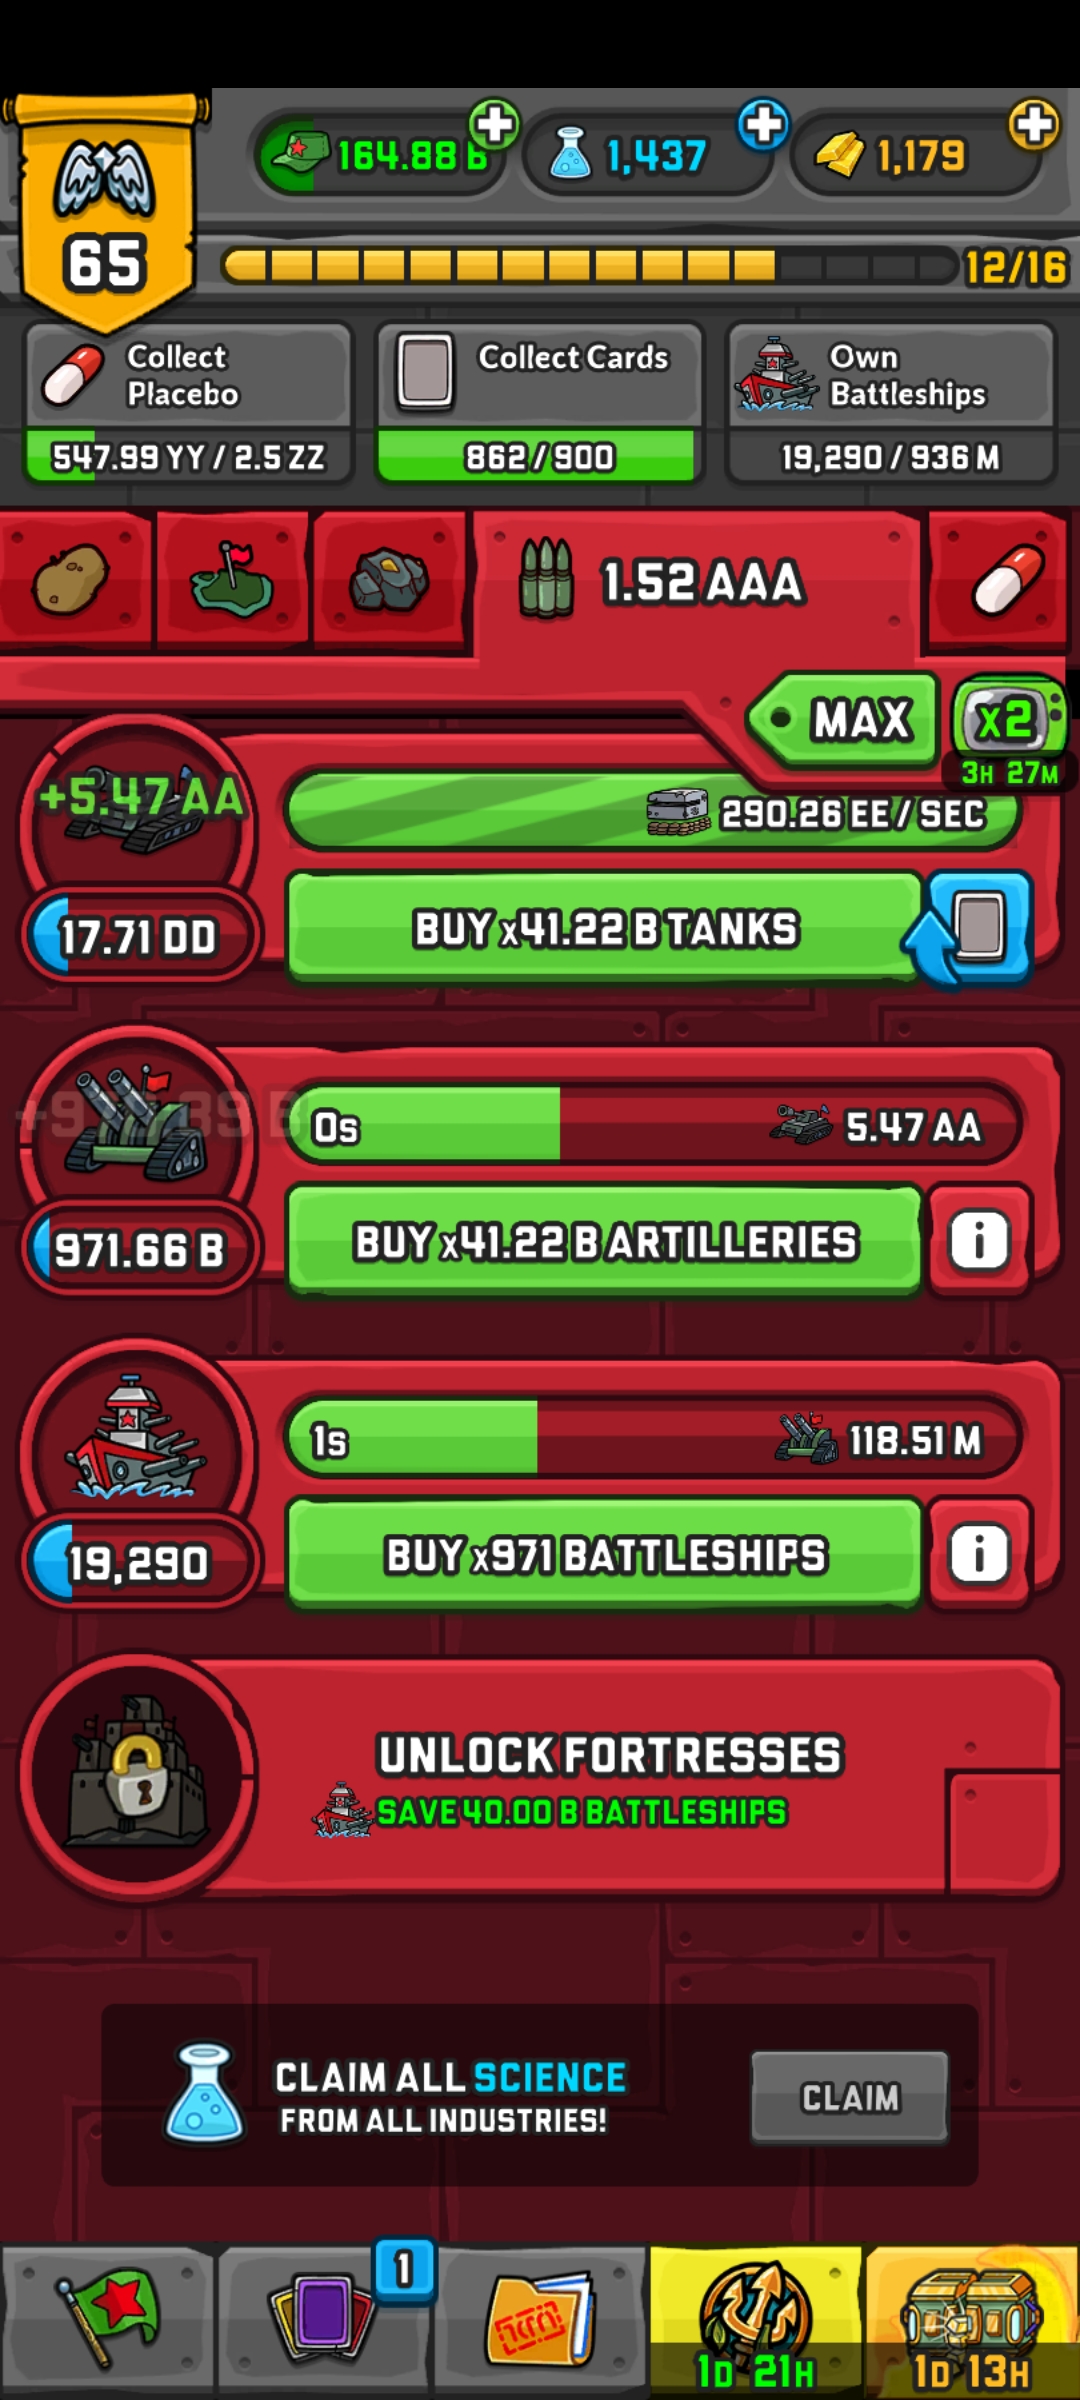 65
164.88 B
1,437
1,179
12/16
Collect
Placebo
547.99 YY / 2.5 ZZ
Collect Cards
862/900
Own
Battleships
19,290 / 936 M
1.52 AAA
MAX
x2
3H 27M
+5.47 AA
290.26 EE / SEC
17.71 DD
BUY x41.22 B TANKS
0s
5.47 AA
971.66 B
BUY x41.22 B ARTILLERIES
i
1s
118.51 M
19,290
BUY x971 BATTLESHIPS
i
UNLOCK FORTRESSES
SAVE 40.00 B BATTLESHIPS
CLAIM ALL SCIENCE
FROM ALL INDUSTRIES!
CLAIM
1
1D 21H
1D 13H